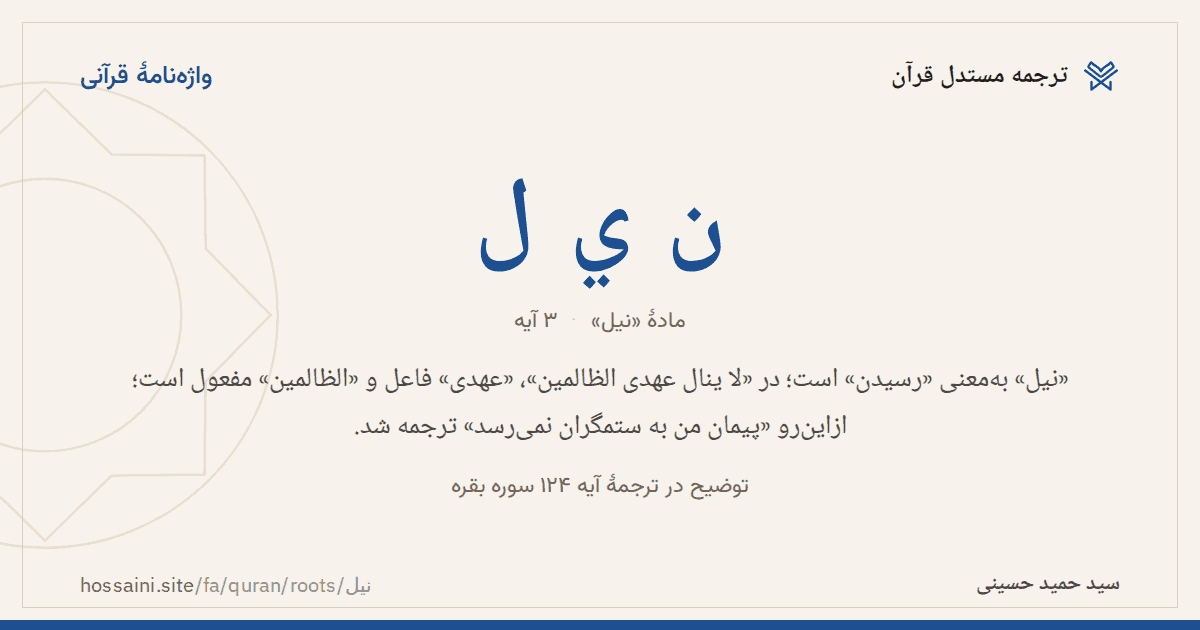 ترجمه مستدل قرآن
واژه‌نامهٔ قرآنی
ن ي ل
مادهٔ «نیل» · ۳ آیه
«نیل» به‌معنی «رسیدن» است؛ در «لا ینال عهدی الظالمین»، «عهدی» فاعل و «الظالمین» مفعول است؛
ازاین‌رو «پیمان من به ستمگران نمی‌رسد» ترجمه شد.
توضیح در ترجمهٔ آیه ۱۲۴ سوره بقره
سید حمید حسینی
hossaini.site/fa/quran/roots/نیل